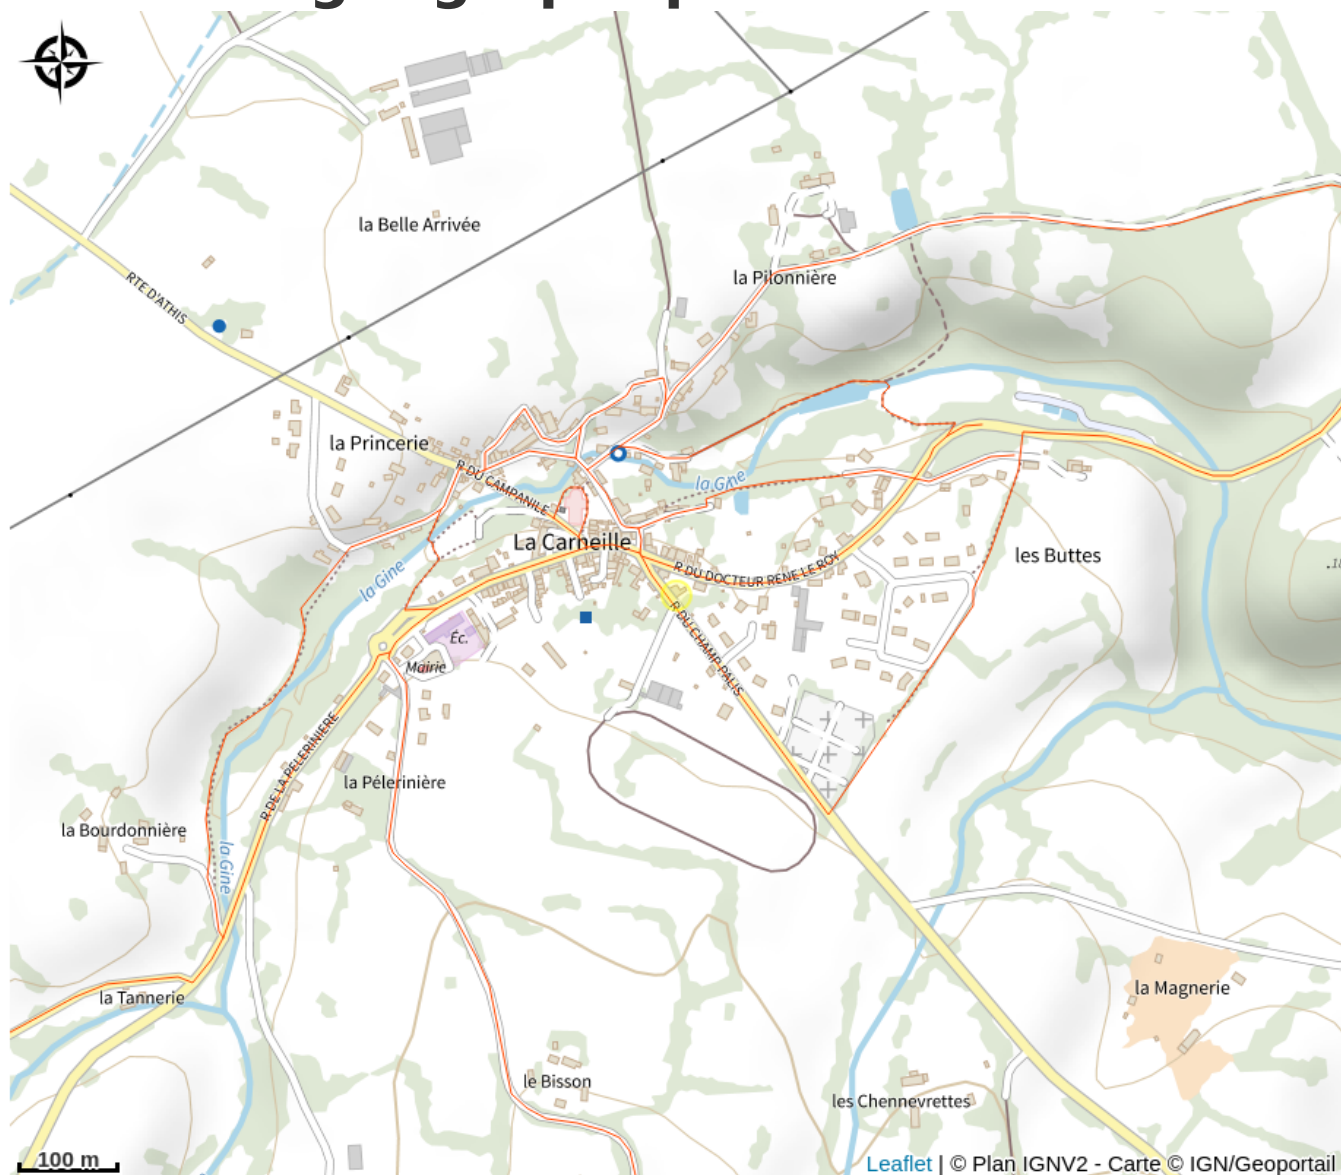 la Belle Arrivée
la Pilonnière
RTE D'ATHIS
la Princerie
R DU CAMPANILE
la Gine
La Carneille
les Buttes
R DU DOCTEUR RENE LE ROY
la Gine
Éc.
Mairie
R DU CHAMP PALIS
R DE LA PELERINIERE
la Pélerinière
la Bourdonnière
la Gine
la Tannerie
la Magnerie
le Bisson
les Chennevrettes
100 m
Leaflet | © Plan IGNV2 - Carte © IGN/Geoportail